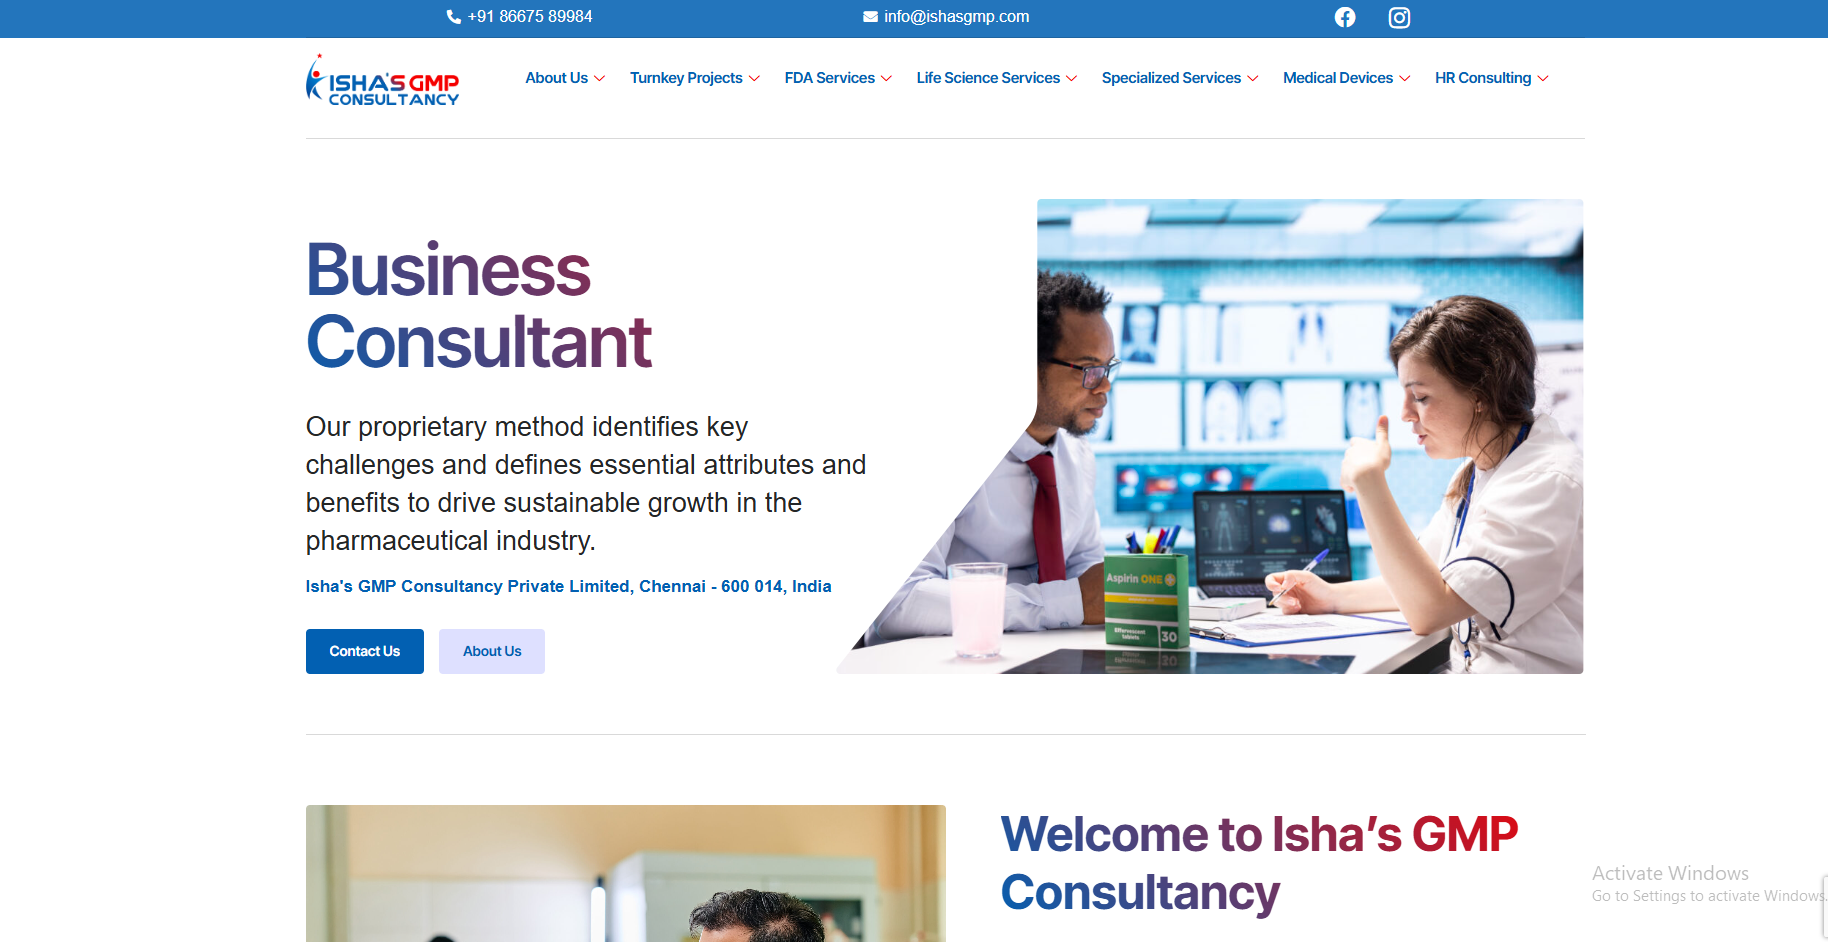 +91 86675 89984
info@ishasgmp.com
ISHA'S GMP
CONSULTANCY
About Us
Turnkey Projects
FDA Services
Life Science Services
Specialized Services
Medical Devices
HR Consulting
Business
Consultant
Our proprietary method identifies key
challenges and defines essential attributes and
benefits to drive sustainable growth in the
pharmaceutical industry.
Isha's GMP Consultancy Private Limited, Chennai - 600 014, India
Contact Us
About Us
Aspirin ONE
Effervescent
tablets
30
Welcome to Isha’s GMP
Consultancy
Activate Windows
Go to Settings to activate Windows.